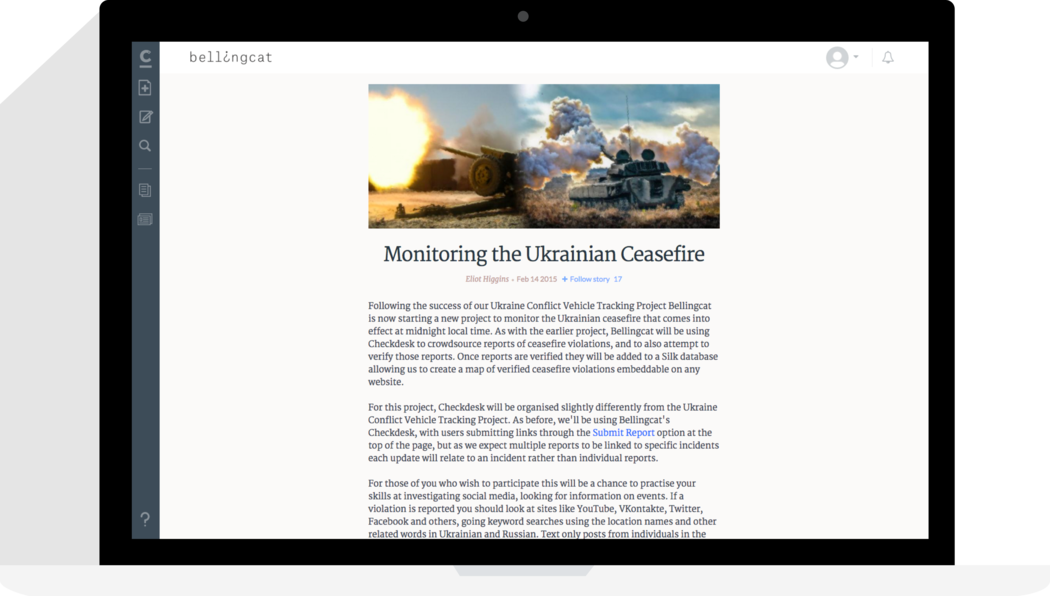 C
bellingcat
Monitoring the Ukrainian Ceasefire
Eliot Higgins • Feb 14 2015 + Follow story 17
Following the success of our Ukraine Conflict Vehicle Tracking Project Bellingcat
is now starting a new project to monitor the Ukrainian ceasefire that comes into
effect at midnight local time. As with the earlier project, Bellingcat will be using
Checkdesk to crowdsource reports of ceasefire violations, and to also attempt to
verify those reports. Once reports are verified they will be added to a Silk database
allowing us to create a map of verified ceasefire violations embeddable on any
website.
For this project, Checkdesk will be organised slightly differently from the Ukraine
Conflict Vehicle Tracking Project. As before, we'll be using Bellingcat's
Checkdesk, with users submitting links through the Submit Report option at the
top of the page, but as we expect multiple reports to be linked to specific incidents
each update will relate to an incident rather than individual reports.
For those of you who wish to participate this will be a chance to practise your
skills at investigating social media, looking for information on events. If a
violation is reported you should look at sites like YouTube, VKontakte, Twitter,
Facebook and others, going keyword searches using the location names and other
related words in Ukrainian and Russian. Text only posts from individuals in the
?